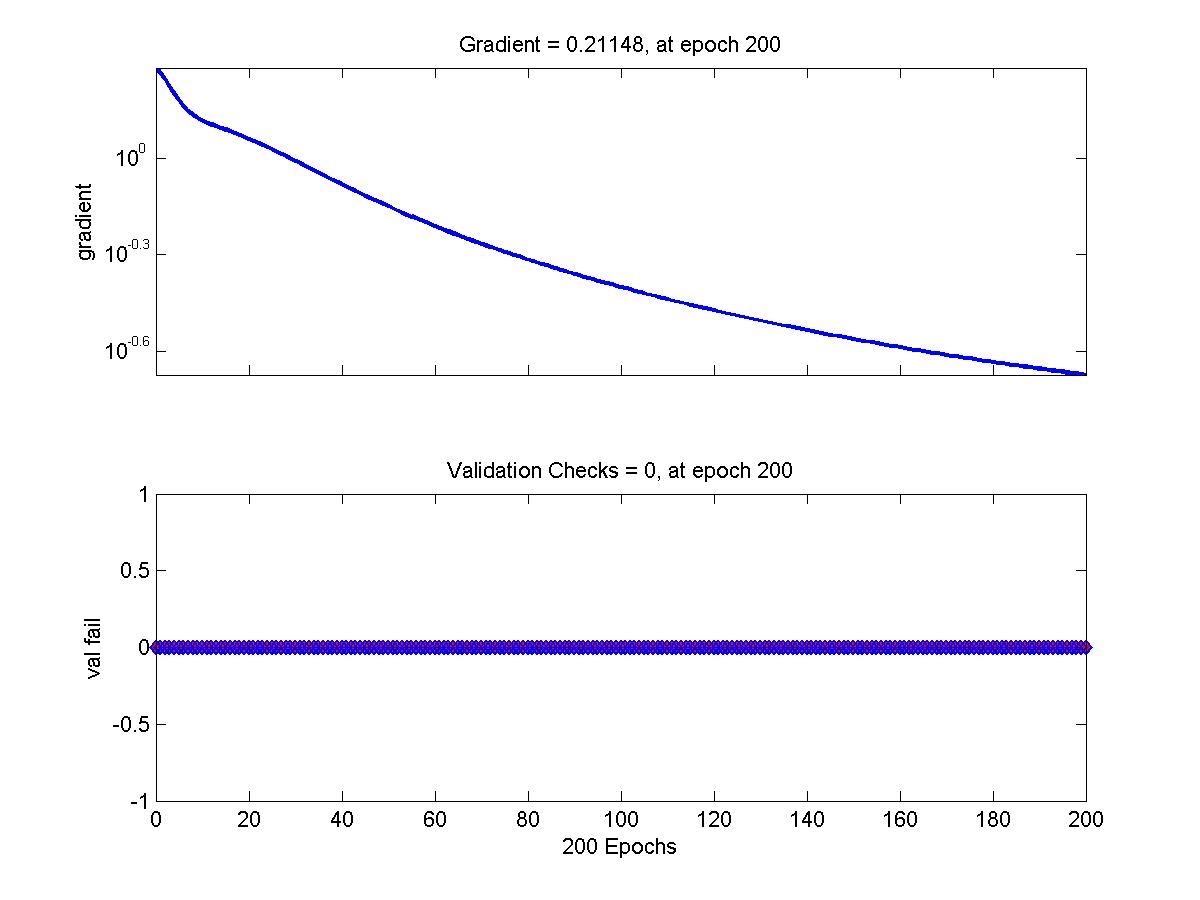 Gradient = 0.21148, at epoch 200
10^0
10^-0.3
10^-0.6
gradient
Validation Checks = 0, at epoch 200
1
0.5
0
-0.5
-1
val fail
0 20 40 60 80 100 120 140 160 180 200
200 Epochs